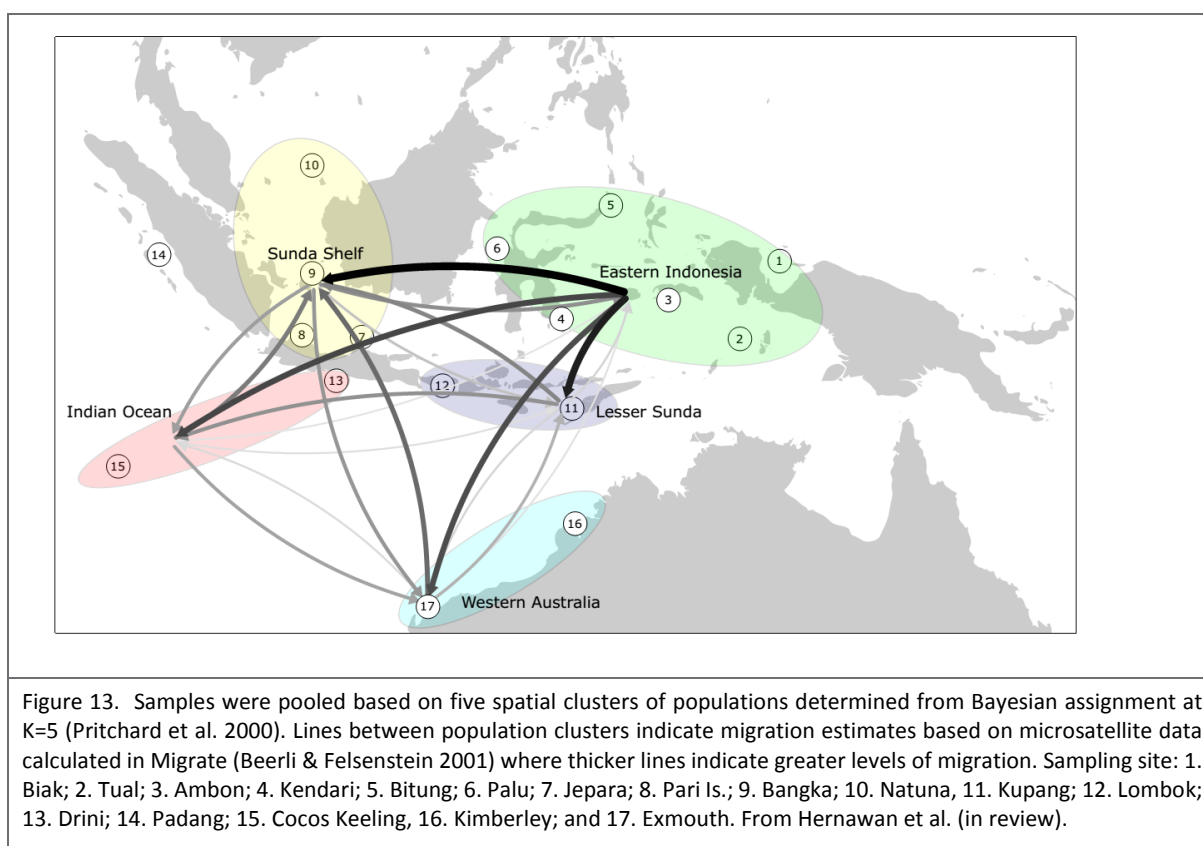 10
5
14
6
Sunda Shelf
1
9
Eastern Indonesia
3
4
8
7
2
13
12
Indian Ocean
11
Lesser Sunda
15
16
17
Western Australia
Figure 13. Samples were pooled based on five spatial clusters of populations determined from Bayesian assignment at
K=5 (Pritchard et al. 2000). Lines between population clusters indicate migration estimates based on microsatellite data
calculated in Migrate (Beerli & Felsenstein 2001) where thicker lines indicate greater levels of migration. Sampling site: 1.
Biak; 2. Tual; 3. Ambon; 4. Kendari; 5. Bitung; 6. Palu; 7. Jepara; 8. Pari Is.; 9. Bangka; 10. Natuna, 11. Kupang; 12. Lombok;
13. Drini; 14. Padang; 15. Cocos Keeling, 16. Kimberley; and 17. Exmouth. From Hernawan et al. (in review).